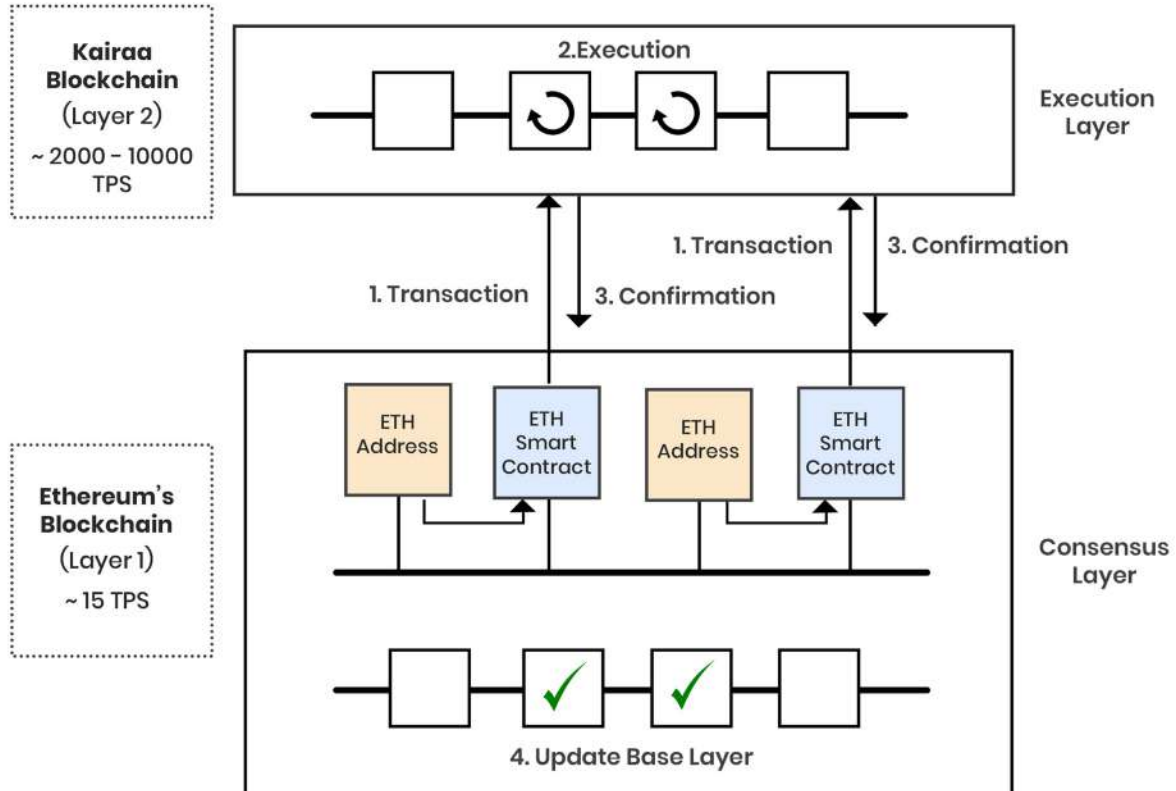 Kairaa
Blockchain
(Layer 2)
~ 2000 - 10000
TPS
2.Execution
Execution
Layer
1. Transaction
3. Confirmation
1. Transaction
3. Confirmation
Ethereum's
Blockchain
(Layer 1)
~ 15 TPS
ETH
Address
ETH
Smart
Contract
ETH
Address
ETH
Smart
Contract
Consensus
Layer
4. Update Base Layer